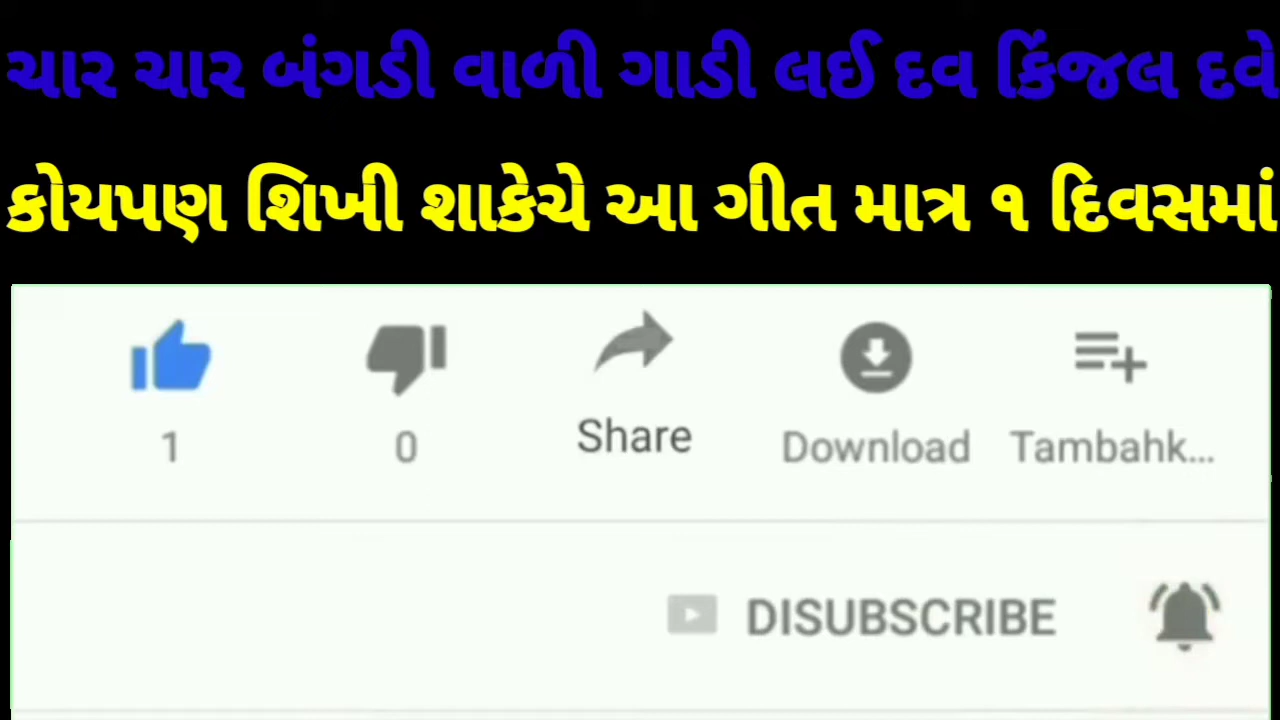 ચાર ચાર બંગડી વાળી ગાડી લઈ દવ કિંજલ દવે
કોયપણ શિખી શાકેચે આ ગીત માત્ર ૧ દિવસમાં
1 0 Share Download Tambahk...
DISUBSCRIBE